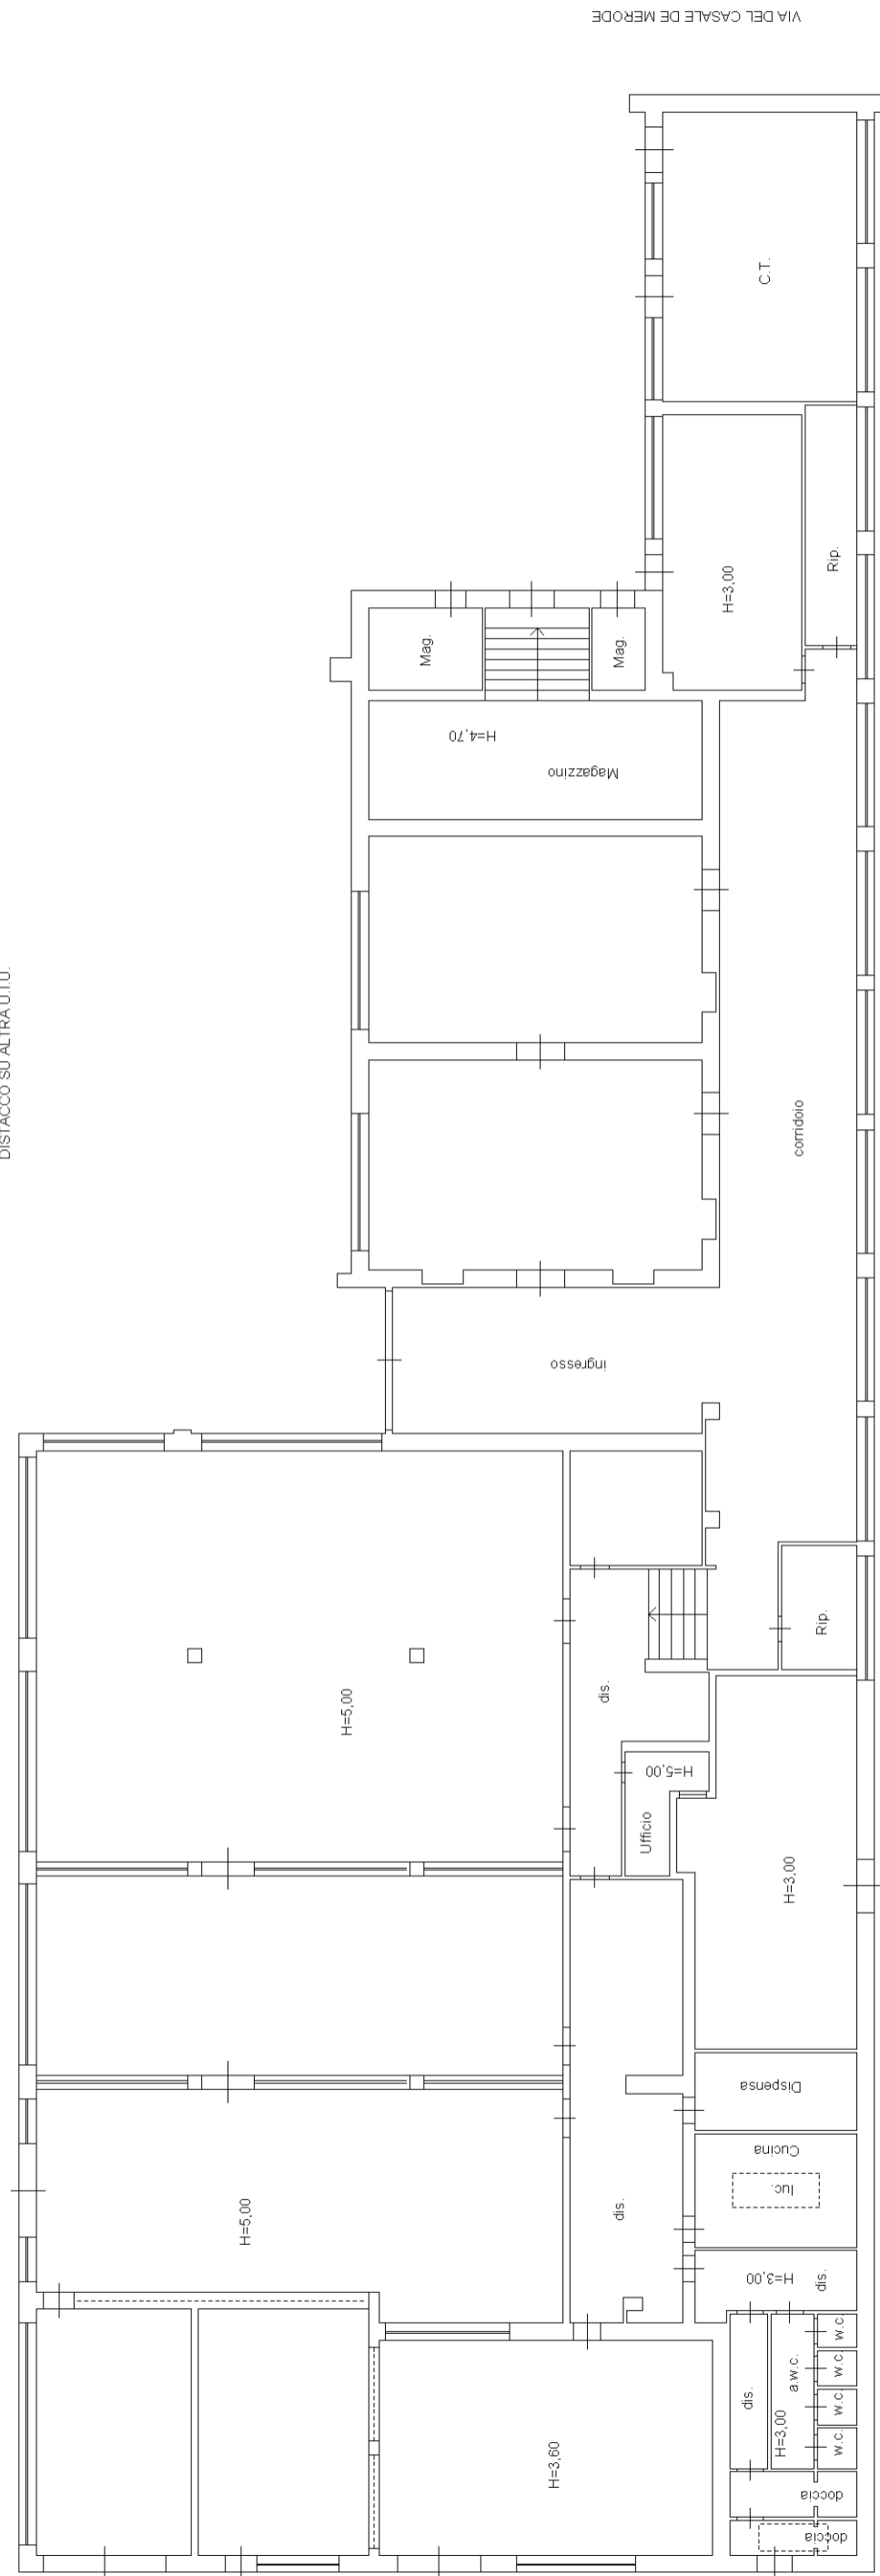 VIA DEL CASALE DE MERODE
C.T.
DISTACCO SU ALTRA U.I.U.
Rip.
H=3,00
Mag.
Mag.
H=4,70
Magazzino
corridoio
ingresso
Rip.
dis.
H=5,00
H=5,00
Ufficio
H=3,00
Dispensa
Cucina
luc.
H=5,00
dis.
H=3,00
dis.
w.c.
w.c.
a.w.c.
dis.
w.c.
H=3,00
w.c.
H=3,60
doccia
doccia